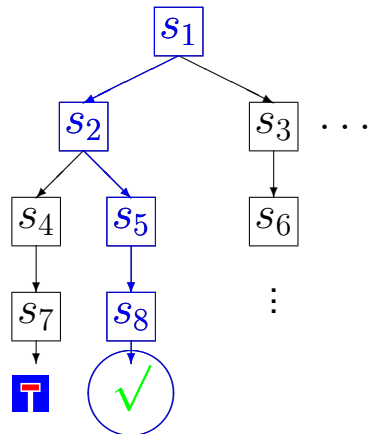 s₁
s₂ s₃ ...
s₄ s₅ s₆
s₇ s₈ ⋮
√